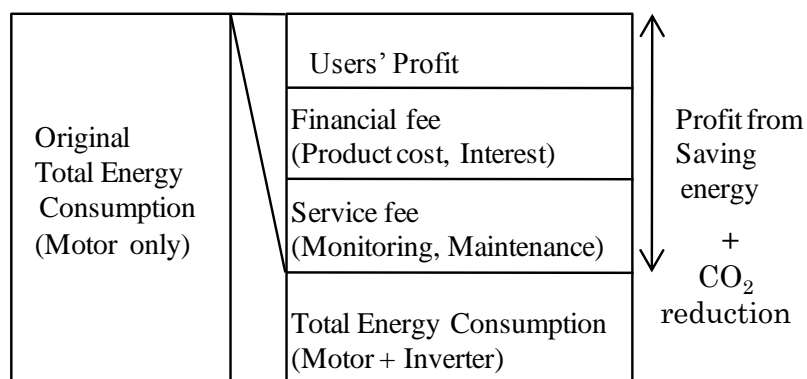 Original
Total Energy
Consumption
(Motor only)
Users’ Profit
Financial fee
(Product cost, Interest)
Service fee
(Monitoring, Maintenance)
Total Energy Consumption
(Motor + Inverter)
Profit from
Saving
energy
+
CO₂
reduction